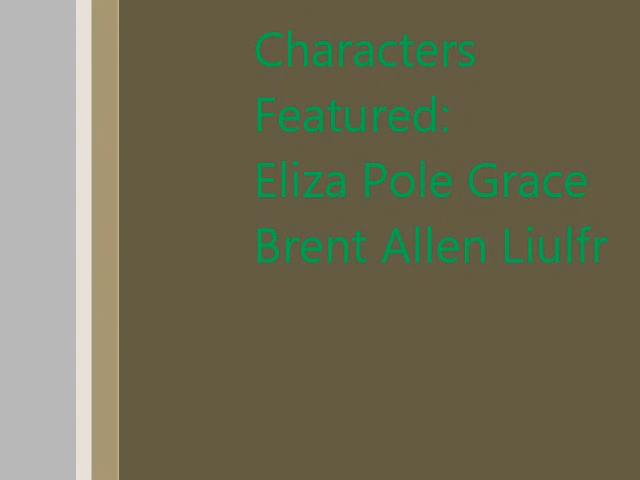 Characters
Featured:
Eliza Pole Grace
Brent Allen Liulfr